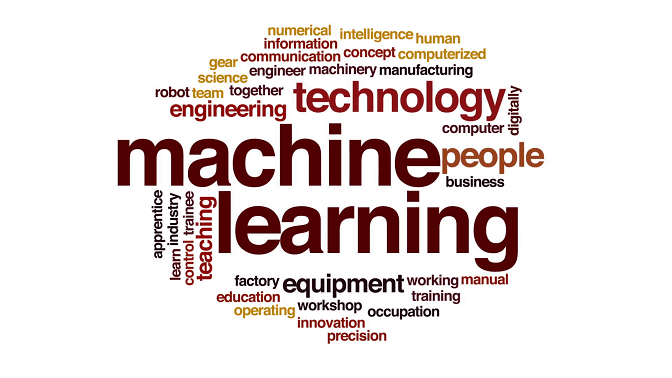 numerical
intelligence
human
information
communication
concept
computerized
gear
science
engineer
machinery
manufacturing
robot
team
together
engineering
technology
digitally
computer
machine
people
business
learning
apprentice
learn
industry
control
trainee
teaching
factory
equipment
working
manual
education
training
operating
workshop
occupation
innovation
precision